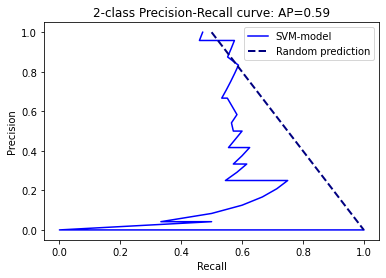 2-class Precision-Recall curve: AP=0.59
SVM-model
Random prediction
1.0
0.8
0.6
0.4
0.2
0.0
Precision
0.0 0.2 0.4 0.6 0.8 1.0
Recall